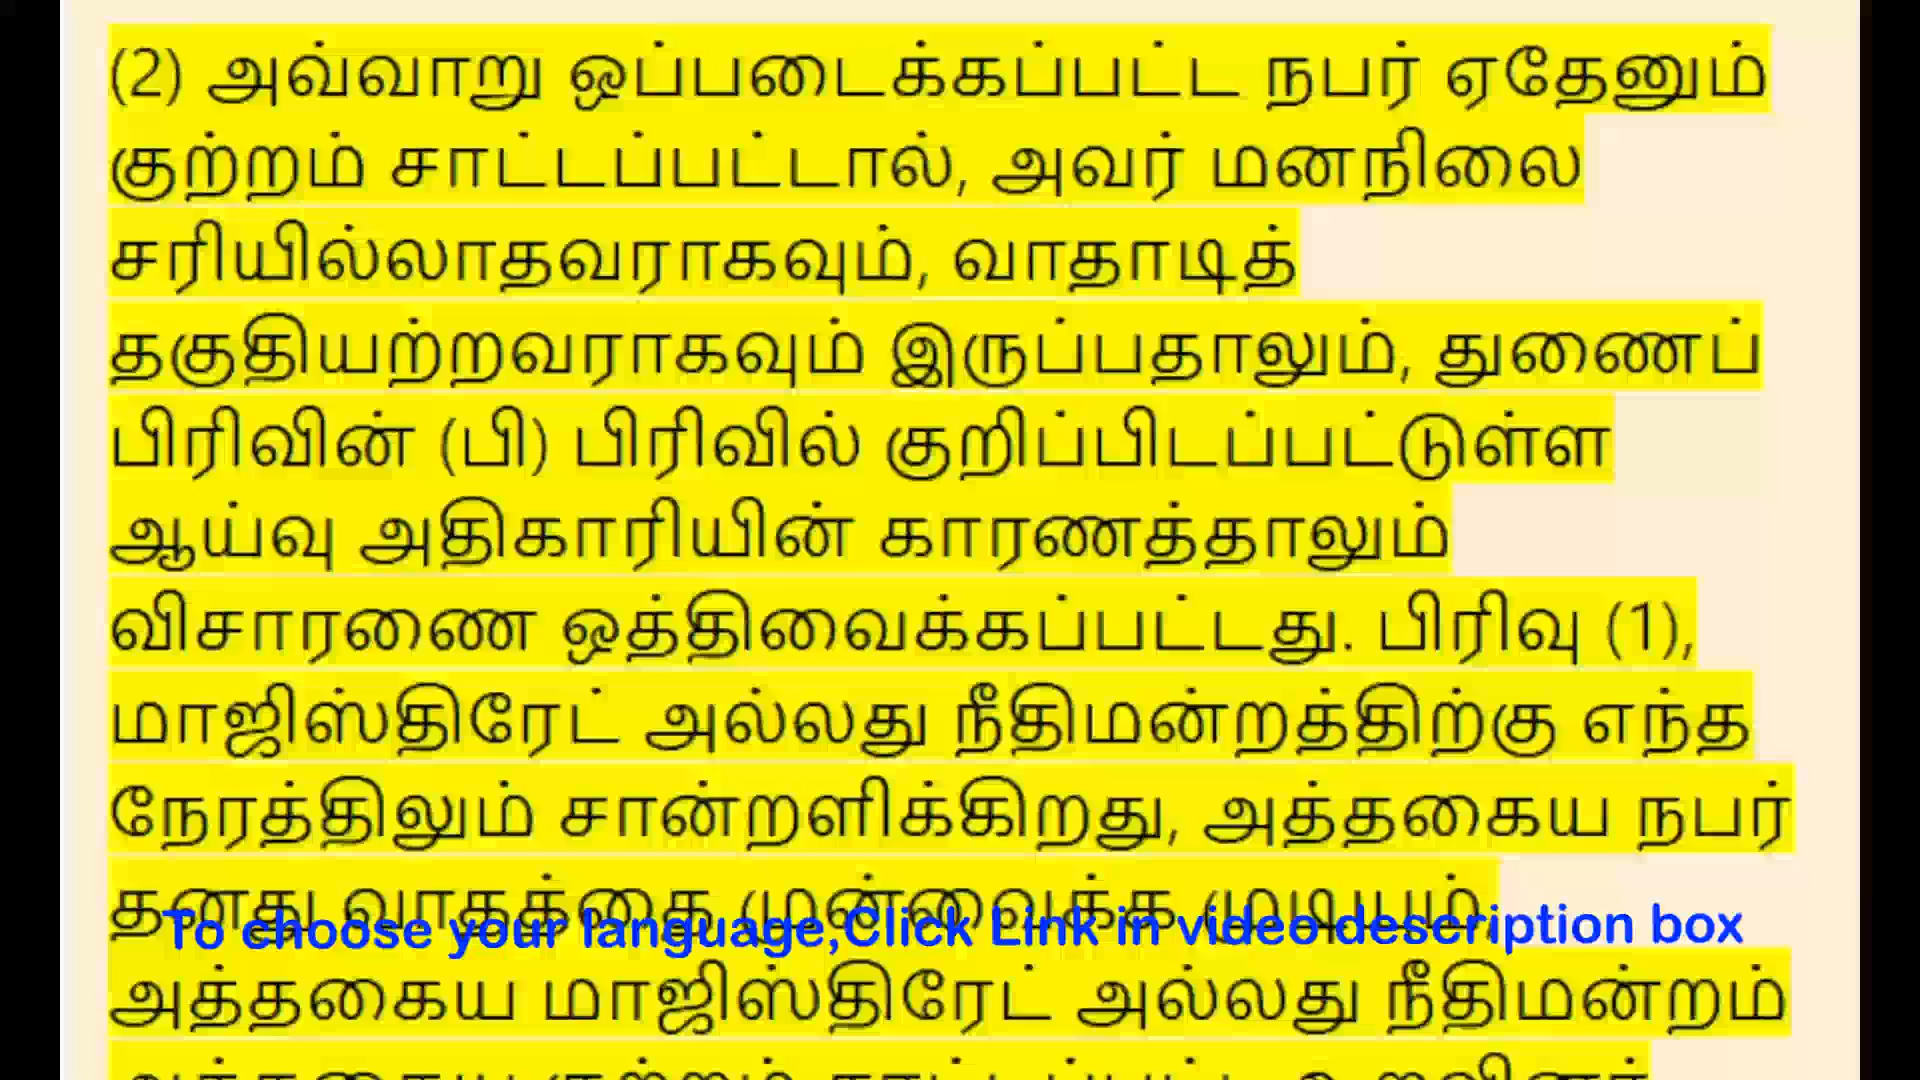 (2) அவ்வாறு ஒப்படைக்கப்பட்ட நபர் ஏதேனும்
குற்றம் சாட்டப்பட்டால், அவர் மனநிலை
சரியில்லாதவராகவும், வாதாடித்
தகுதியற்றவராகவும் இருப்பதாலும், துணைப்
பிரிவின் (பி) பிரிவில் குறிப்பிடப்பட்டுள்ள
ஆய்வு அதிகாரியின் காரணத்தாலும்
விசாரணை ஒத்திவைக்கப்பட்டது. பிரிவு (1),
மாஜிஸ்திரேட் அல்லது நீதிமன்றத்திற்கு எந்த
நேரத்திலும் சான்றளிக்கிறது, அத்தகைய நபர்
தனது வாதத்தை முன்வைக்க முடியும்,
To choose your language,Click Link in video description box
அத்தகைய மாஜிஸ்திரேட் அல்லது நீதிமன்றம்